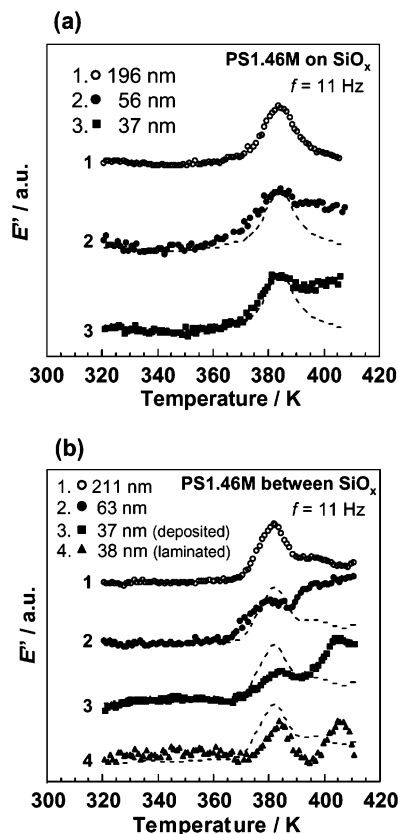 (a)
PS1.46M on SiOx
1. 196 nm
f = 11 Hz
2. 56 nm
3. 37 nm
1
2
3
E” / a.u.
300 320 340 360 380 400 420
Temperature / K
(b)
1. 211 nm PS1.46M between SiOx
2. 63 nm
f = 11 Hz
3. 37 nm (deposited)
4. 38 nm (laminated)
1
2
3
4
E” / a.u.
300 320 340 360 380 400 420
Temperature / K